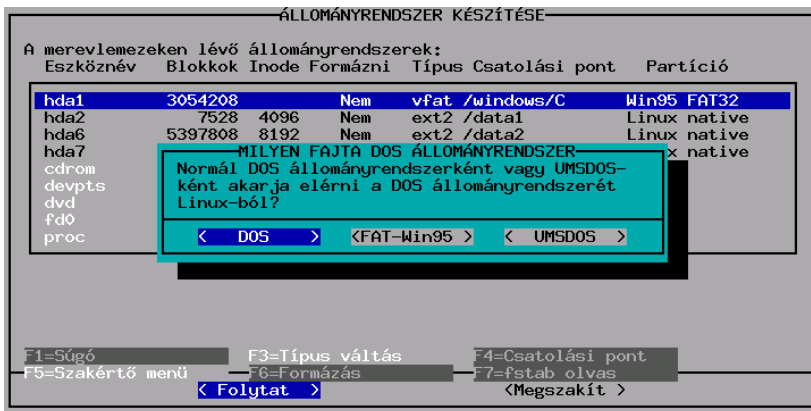 ÁLLOMÁNYRENDSZER KÉSZÍTÉSE
A merevlemezeken lévő állományrendszerek:
Eszköznév Blokkok Inode Formázni Típus Csatolási pont Partíció
hda1 3054208 Nem vfat /windows/C Win95 FAT32
hda2 7528 4096 Nem ext2 /data1 Linux native
hda6 5397808 8192 Nem ext2 /data2 Linux native
hda7 x native
cdrom
devpts
dvd
fd0
proc
MILYEN FAJTA DOS ÁLLOMÁNYRENDSZER
Normál DOS állományrendszerként vagy UMSDOS-
ként akarja elérni a DOS állományrendszerét
Linux-ból?
< DOS > <FAT-Win95 > < UMSDOS >
F1=Súgó F3=Típus váltás F4=Csatolási pont
F5=Szakértő menü F6=Formázás F7=fstab olvas
< Folytat > <Megszakít >